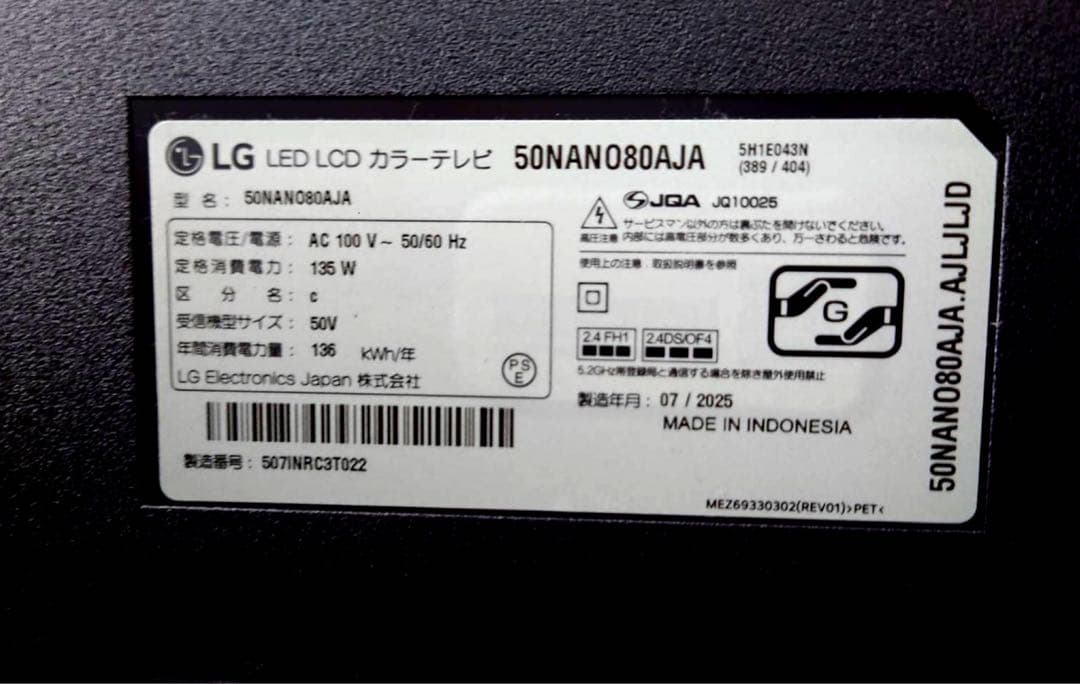 LG LED LCD カラーテレビ 50NANO80AJA 5H1E043N
(389 / 404)
型 名: 50NANO80AJA
定格電圧/電源: AC 100 V~ 50/60 Hz
定格消費電力: 135 W
区 分 名: c
受信機型サイズ: 50V
年間消費電力量: 136 kWh/年
LG Electronics Japan 株式会社
PS
E
製造番号: 507INRC3T022
JQA JQ10025
サービスマン以外の方は裏ぶたを開けないでください。
高圧注意 内部には高電圧部分が数多くあり、万一さわると危険です。
使用上の注意 : 取扱説明書を参照
G
2.4 FH1 2.4DS/OF4
5.2GHz帯登録局と通信する場合を除き屋外使用禁止
製造年月: 07 / 2025
MADE IN INDONESIA
MEZ69330302(REV01)>PET<
50NANO80AJA.AJLJLJD